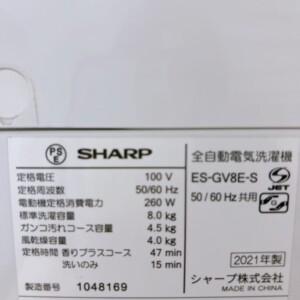 PS
E
SHARP
全自動電気洗濯機
定格電圧 100 V
ES-GV8E-S
定格周波数 50/60 Hz
50/60 Hz 共用
S
JET
電動機定格消費電力 260 W
標準洗濯容量 8.0 kg
ガンコ汚れコース容量 4.5 kg
風乾燥容量 4.0 kg
定格時間 香りプラスコース 47 min
2021年製
洗いのみ 15 min
製造番号 1048169
シャープ株式会社